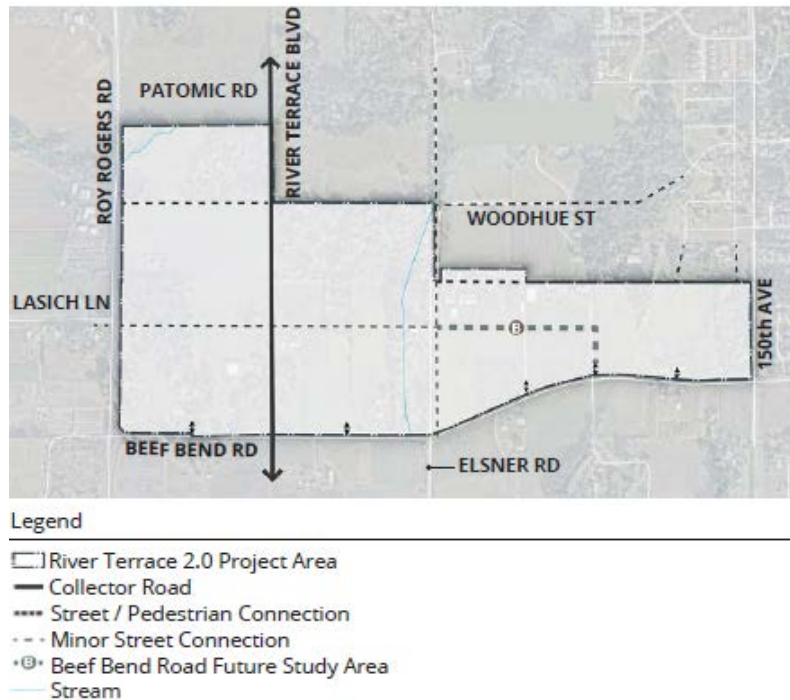 PATOMIC RD
ROY ROGERS RD
RIVER TERRACE BLVD
WOODHUE ST
LASICH LN
B
150th AVE
BEEF BEND RD
ELSNER RD
Legend
River Terrace 2.0 Project Area
Collector Road
Street / Pedestrian Connection
Minor Street Connection
B Beef Bend Road Future Study Area
Stream